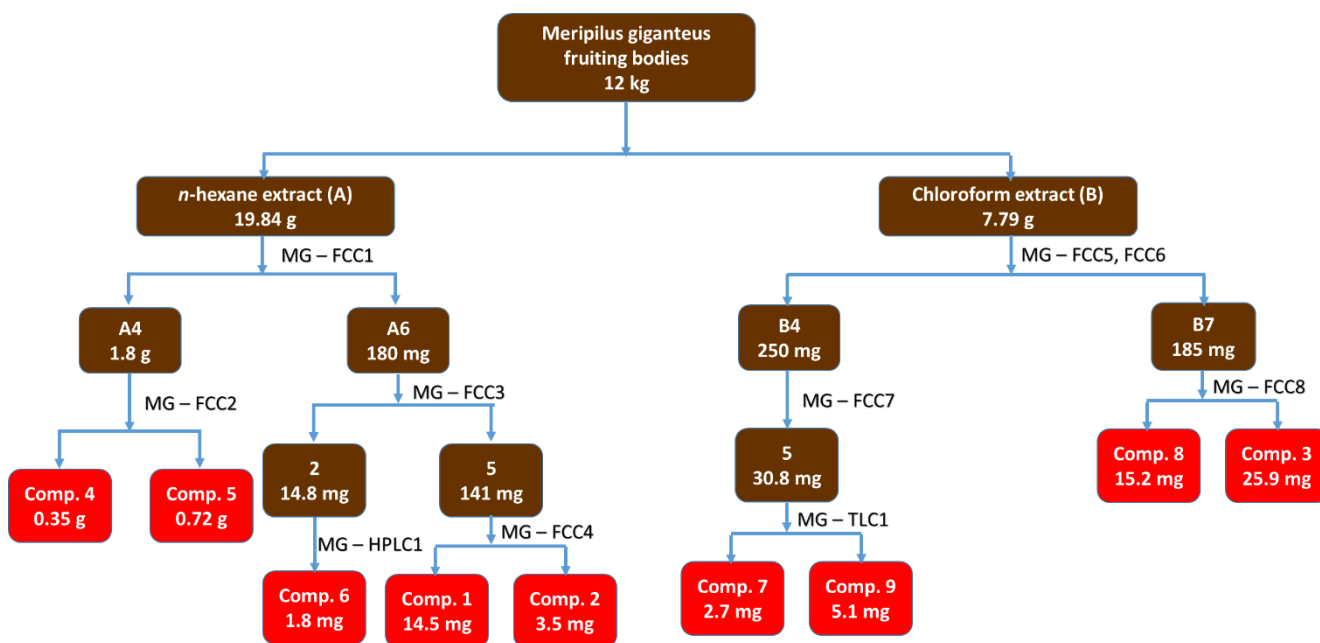 Meripilus giganteus
fruiting bodies
12 kg
n-hexane extract (A)
19.84 g
Chloroform extract (B)
7.79 g
MG – FCC1
MG – FCC5, FCC6
A4
1.8 g
A6
180 mg
B4
250 mg
B7
185 mg
MG – FCC2
MG – FCC3
MG – FCC7
MG – FCC8
Comp. 4
0.35 g
Comp. 5
0.72 g
2
14.8 mg
5
141 mg
5
30.8 mg
Comp. 8
15.2 mg
Comp. 3
25.9 mg
MG – HPLC1
MG – FCC4
MG – TLC1
Comp. 6
1.8 mg
Comp. 1
14.5 mg
Comp. 2
3.5 mg
Comp. 7
2.7 mg
Comp. 9
5.1 mg